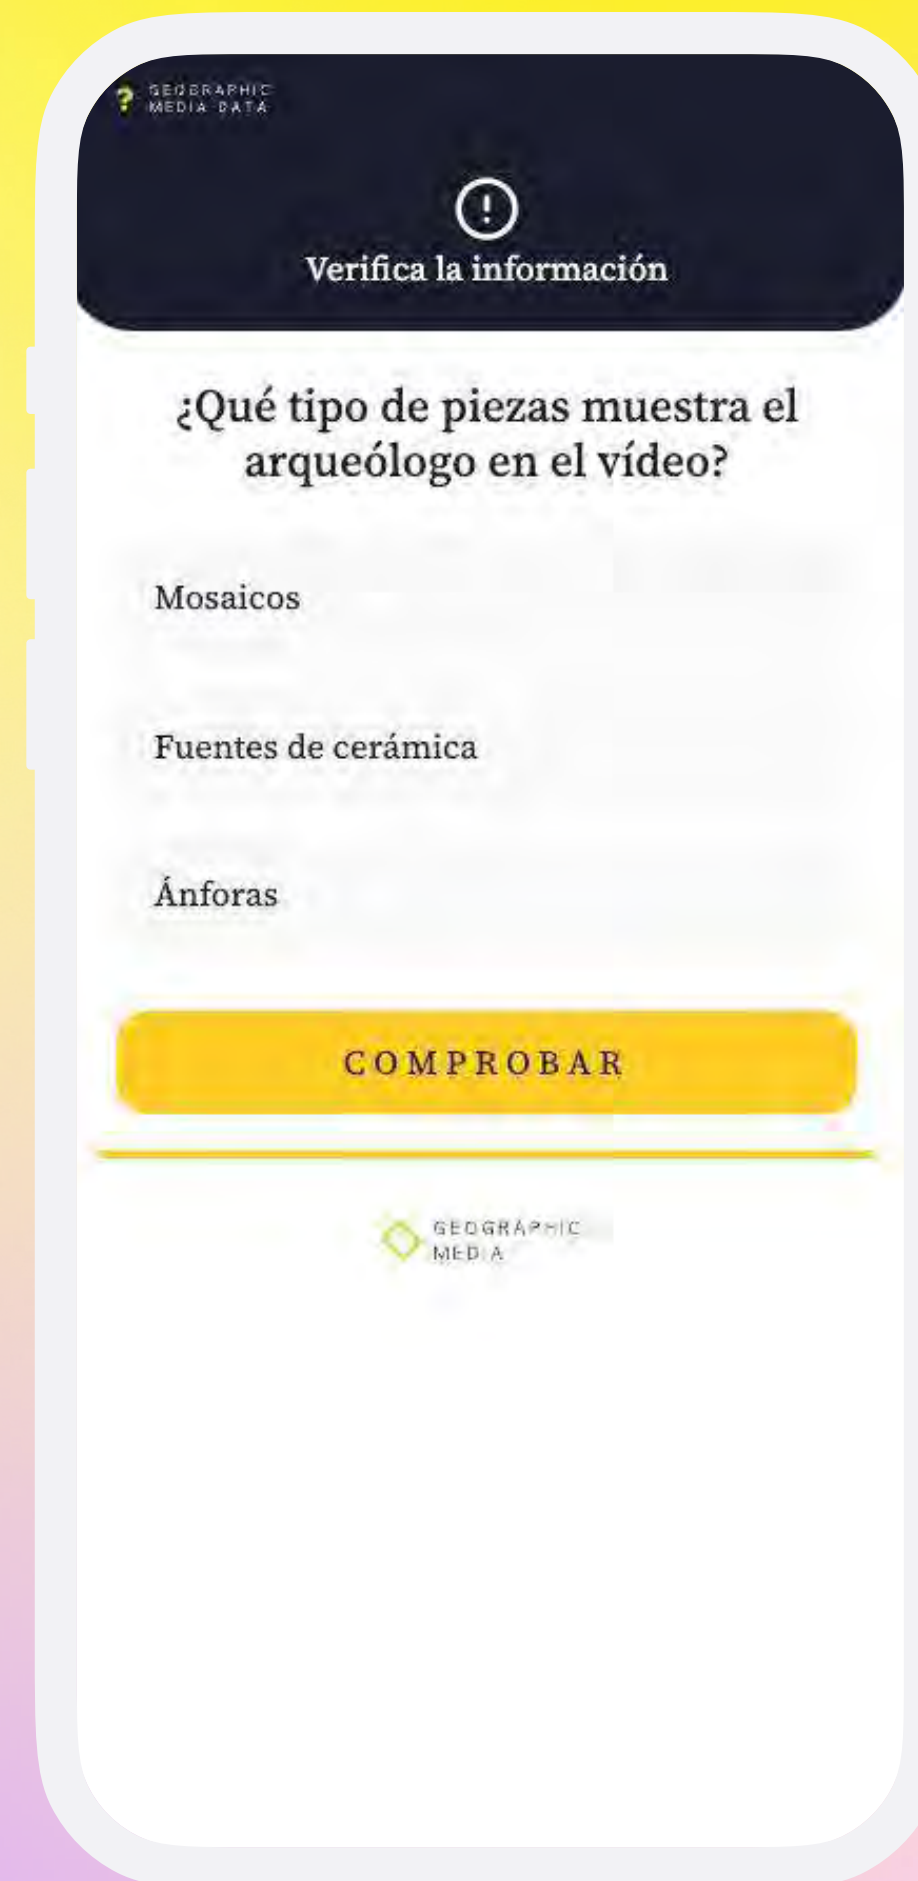 ?
GEOGRAPHIC
MEDIA DATA
Verifica la información
¿Qué tipo de piezas muestra el
arqueólogo en el vídeo?
Mosaicos
Fuentes de cerámica
Ánforas
COMPROBAR
GEOGRAPHIC
MEDIA